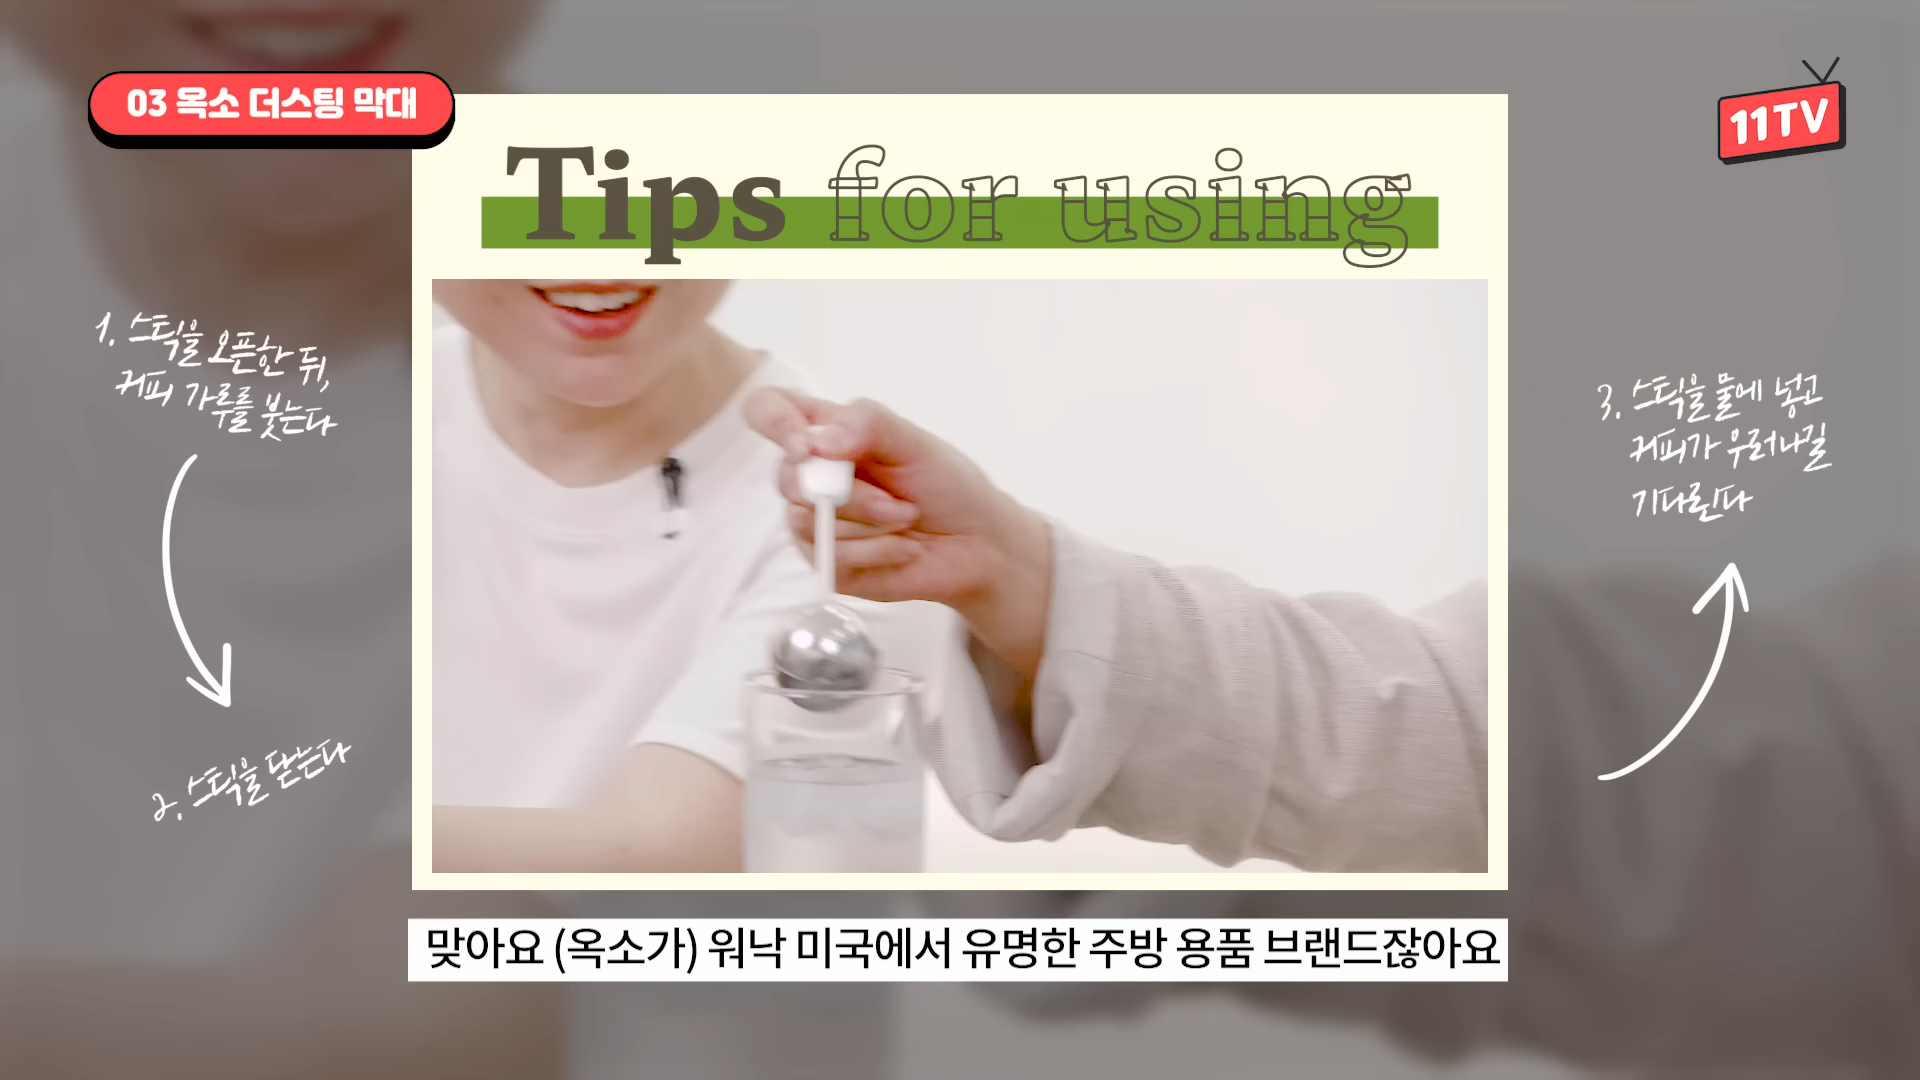 03 옥소 더스팅 막대
11TV
Tips for using
1. 스틱을 오픈한 뒤,
커피 가루를 붓는다
2. 스틱을 닫는다
3. 스틱을 물에 넣고
커피가 우러나길
기다린다
맞아요 (옥소가) 워낙 미국에서 유명한 주방 용품 브랜드잖아요